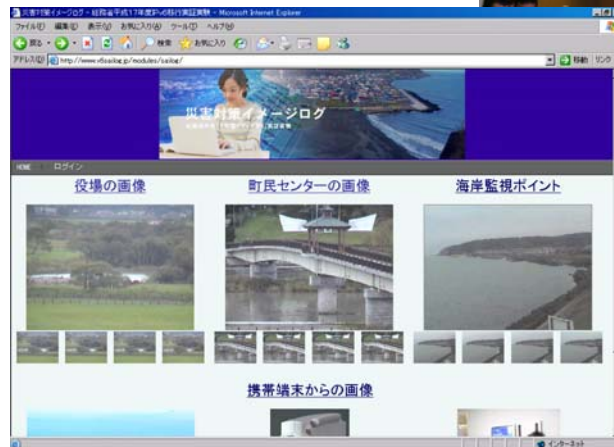 災害対策イメージログ - 総務省平成17年度IPv6移行実証実験 - Microsoft Internet Explorer
ファイル(F) 編集(E) 表示(V) お気に入り(A) ツール(T) ヘルプ(H)
戻る 検索 お気に入り
アドレス(D) http://www.v6sailog.jp/modules/sailog/ 移動 リンク
災害対策イメージログ
HOME ログイン
役場の画像 町民センターの画像 海岸監視ポイント
携帯端末からの画像
インターネット